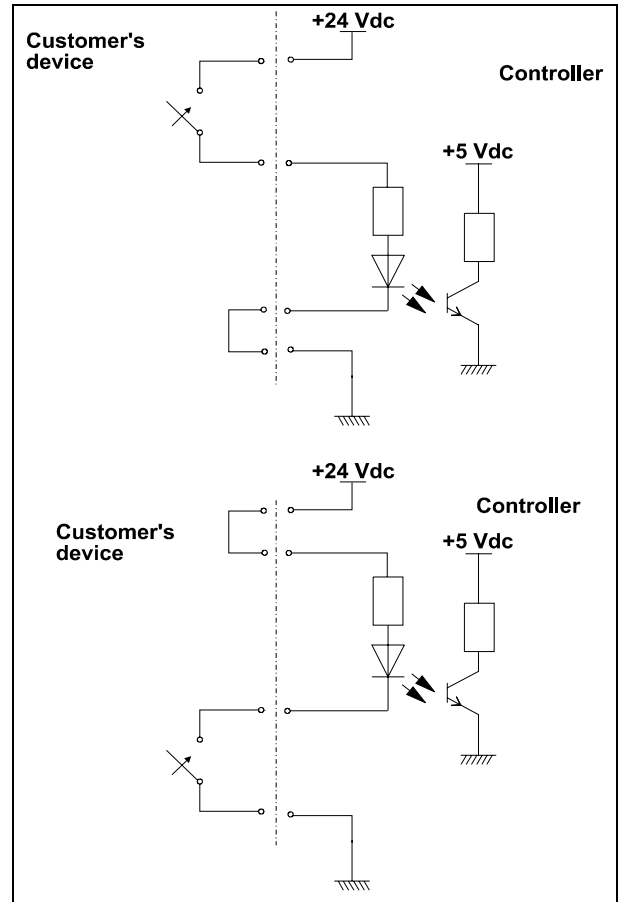 +24 Vdc
Customer's
device
Controller
+5 Vdc
+24 Vdc
Controller
Customer's
device
+5 Vdc